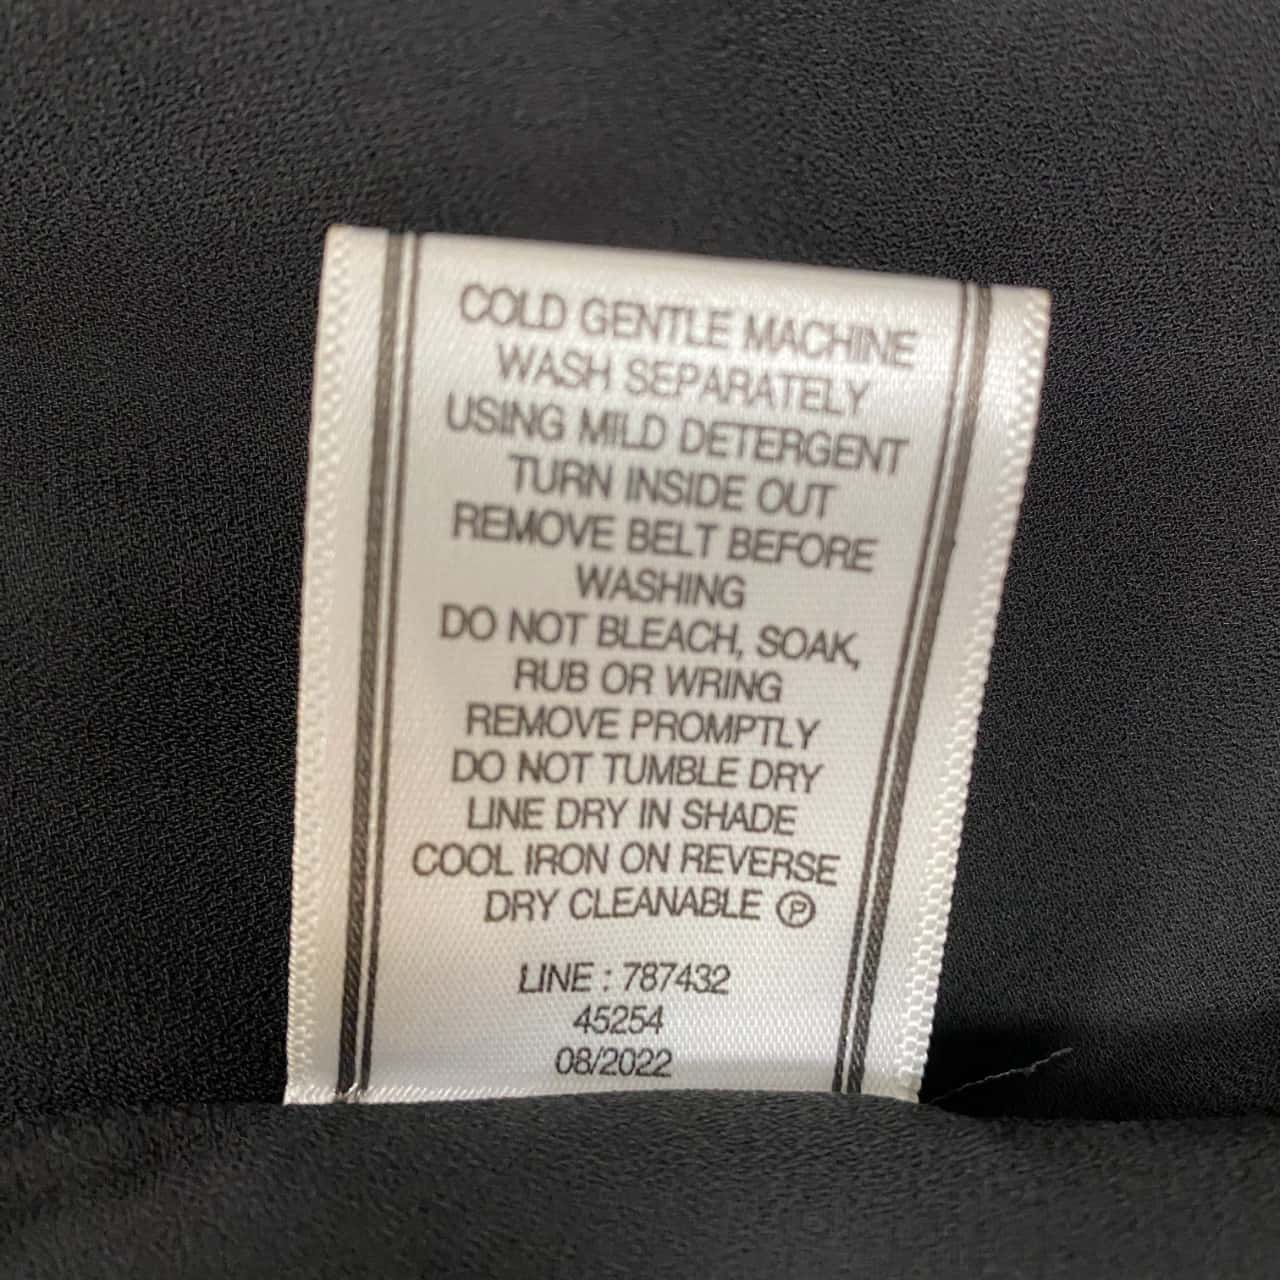 COLD GENTLE MACHINE
WASH SEPARATELY
USING MILD DETERGENT
TURN INSIDE OUT
REMOVE BELT BEFORE
WASHING
DO NOT BLEACH, SOAK,
RUB OR WRING
REMOVE PROMPTLY
DO NOT TUMBLE DRY
LINE DRY IN SHADE
COOL IRON ON REVERSE
DRY CLEANABLE Ⓟ
LINE : 787432
45254
08/2022